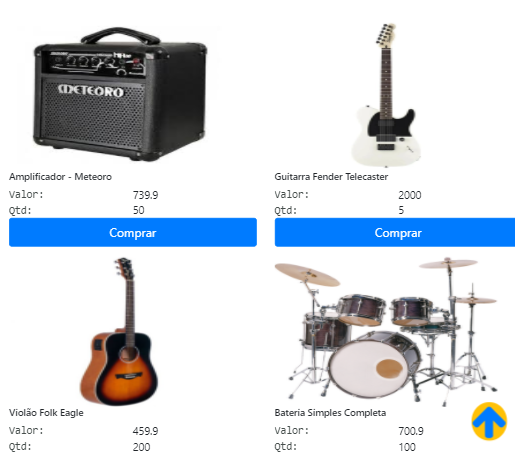 METEORO
Amplificador - Meteoro
Valor: 739.9
Qtd: 50
Comprar
Guitarra Fender Telecaster
Valor: 2000
Qtd: 5
Comprar
Violão Folk Eagle
Valor: 459.9
Qtd: 200
Bateria Simples Completa
Valor: 700.9
Qtd: 100